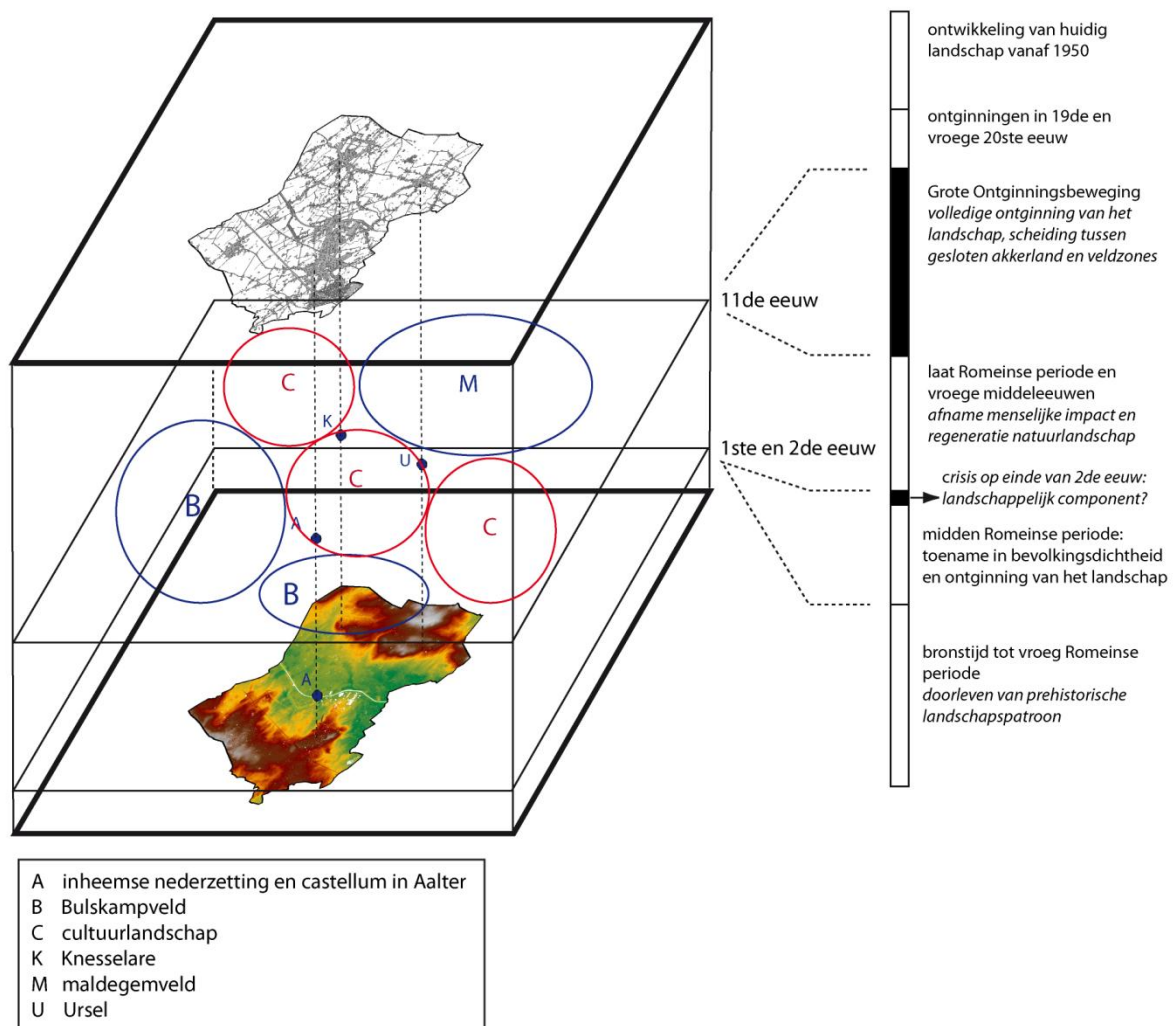 ontwikkeling van huidig
landschap vanaf 1950
ontginningen in 19de en
vroege 20ste eeuw
Grote Ontginningsbeweging
volledige ontginning van het
landschap, scheiding tussen
gesloten akkerland en veldzones
11de eeuw
laat Romeinse periode en
vroege middeleeuwen
afname menselijke impact en
regeneratie natuurlandschap
1ste en 2de eeuw
crisis op einde van 2de eeuw:
landschappelijk component?
midden Romeinse periode:
toename in bevolkingsdichtheid
en ontginning van het landschap
bronstijd tot vroeg Romeinse
periode
doorleven van prehistorische
landschapspatroon
C
M
K
U
C
B
A
C
B
A
A inheemse nederzetting en castellum in Aalter
B Bulskampveld
C cultuurlandschap
K Knesselare
M maldegemveld
U Ursel